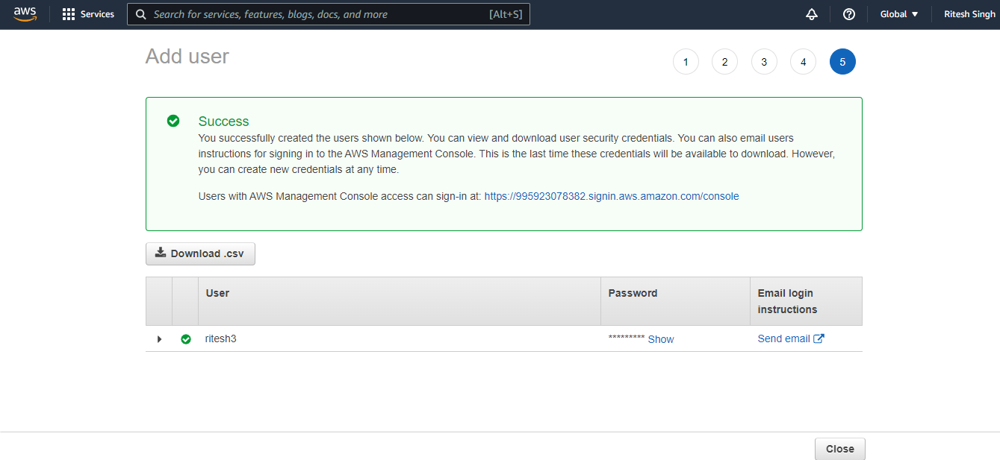 aws
Services
Search for services, features, blogs, docs, and more
[Alt+S]
Global ▼
Ritesh Singh
Add user
1
2
3
4
5
Success
You successfully created the users shown below. You can view and download user security credentials. You can also email users
instructions for signing in to the AWS Management Console. This is the last time these credentials will be available to download. However,
you can create new credentials at any time.
Users with AWS Management Console access can sign-in at: https://995923078382.signin.aws.amazon.com/console
Download .csv
User
Password
Email login
instructions
ritesh3
********* Show
Send email
Close